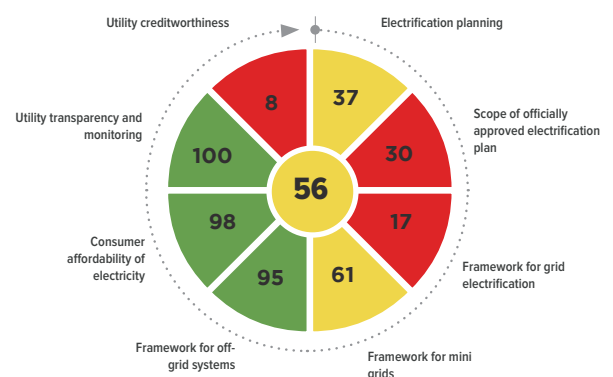 Utility creditworthiness
Electrification planning
8
37
Utility transparency and
monitoring
100
30
Scope of officially
approved electrification
plan
56
98
17
Consumer
affordability of
electricity
95
61
Framework for grid
electrification
Framework for off-
grid systems
Framework for mini
grids